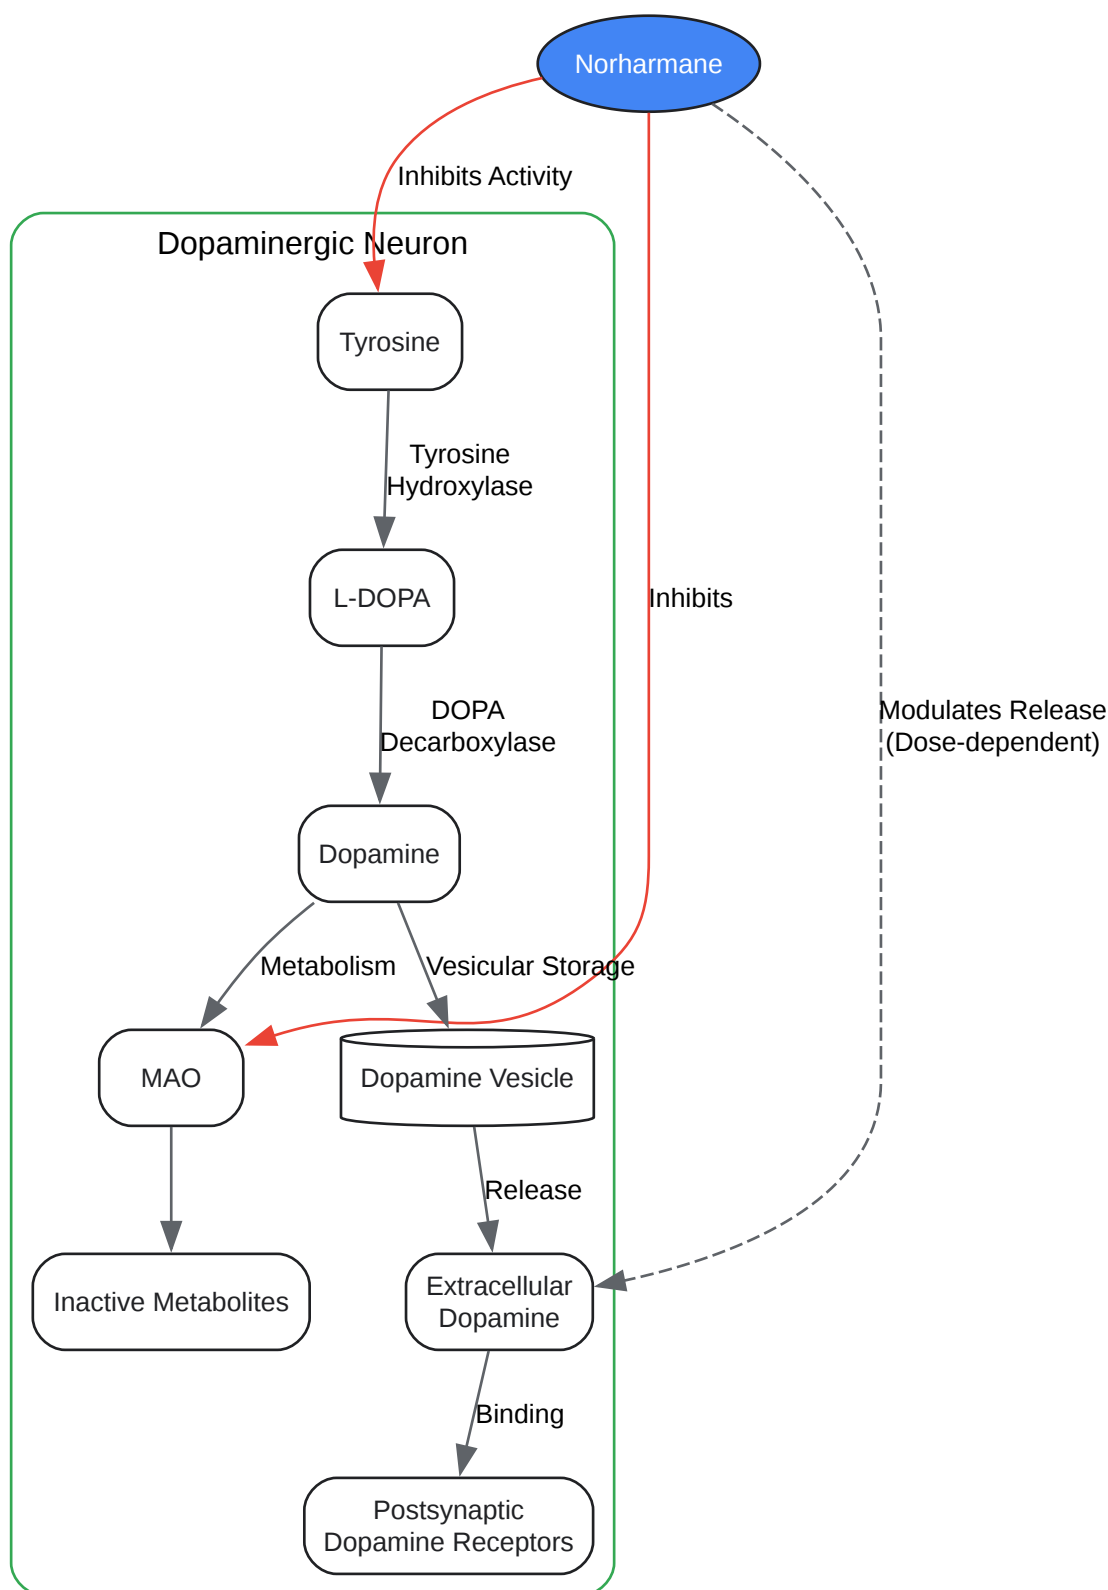 Norharmane
Inhibits Activity
Dopaminergic Neuron
Tyrosine
Tyrosine
Hydroxylase
L-DOPA
Inhibits
DOPA
Decarboxylase
Modulates Release
(Dose-dependent)
Dopamine
Metabolism
Vesicular Storage
MAO
Dopamine Vesicle
Release
Inactive Metabolites
Extracellular
Dopamine
Binding
Postsynaptic
Dopamine Receptors